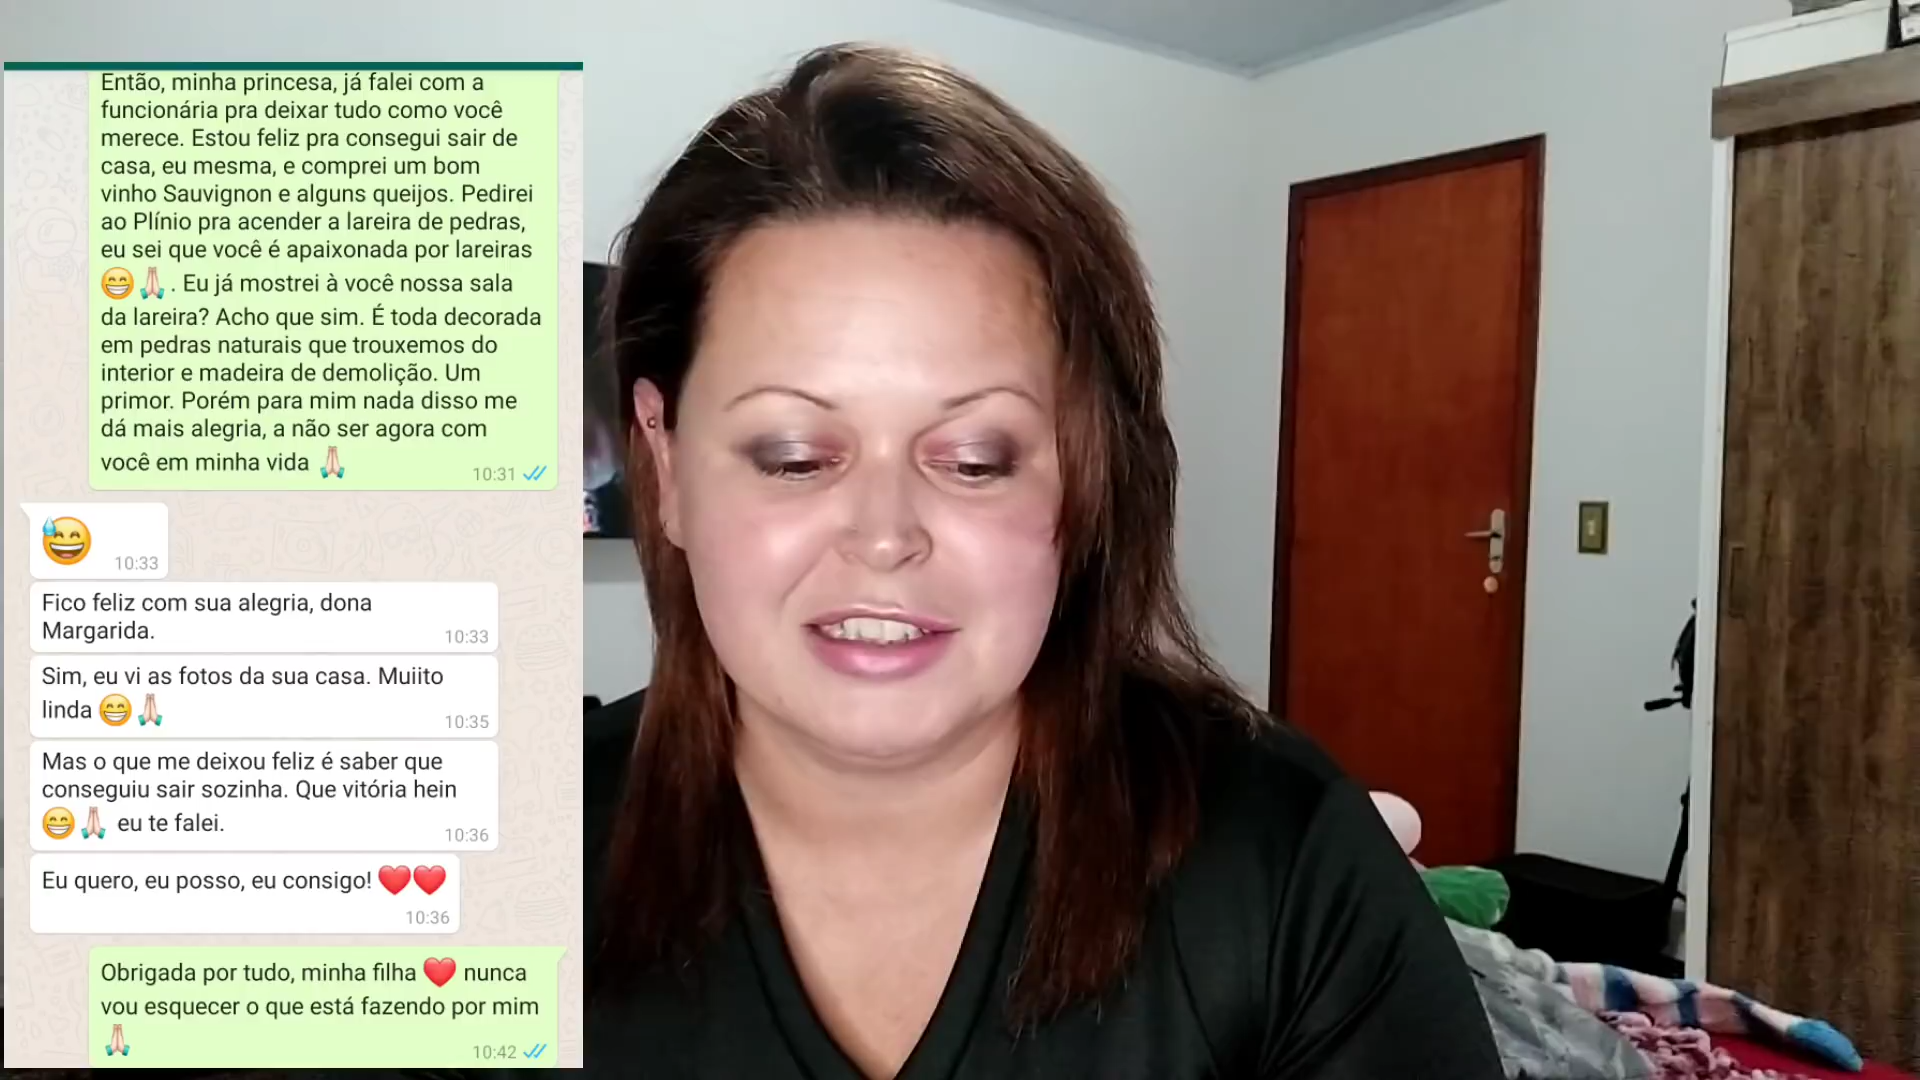 Então, minha princesa, já falei com a
funcionária pra deixar tudo como você
merece. Estou feliz pra consegui sair de
casa, eu mesma, e comprei um bom
vinho Sauvignon e alguns queijos. Pedirei
ao Plínio pra acender a lareira de pedras,
eu sei que você é apaixonada por lareiras
😁🙏🏻. Eu já mostrei à você nossa sala
da lareira? Acho que sim. É toda decorada
em pedras naturais que trouxemos do
interior e madeira de demolição. Um
primor. Porém para mim nada disso me
dá mais alegria, a não ser agora com
você em minha vida 🙏🏻
10:31
😅
10:33
Fico feliz com sua alegria, dona
Margarida.
10:33
Sim, eu vi as fotos da sua casa. Muiito
linda 😁🙏🏻
10:35
Mas o que me deixou feliz é saber que
conseguiu sair sozinha. Que vitória hein
😁🙏🏻 eu te falei.
10:36
Eu quero, eu posso, eu consigo! ❤️❤️
10:36
Obrigada por tudo, minha filha ❤️ nunca
vou esquecer o que está fazendo por mim
🙏🏻
10:42